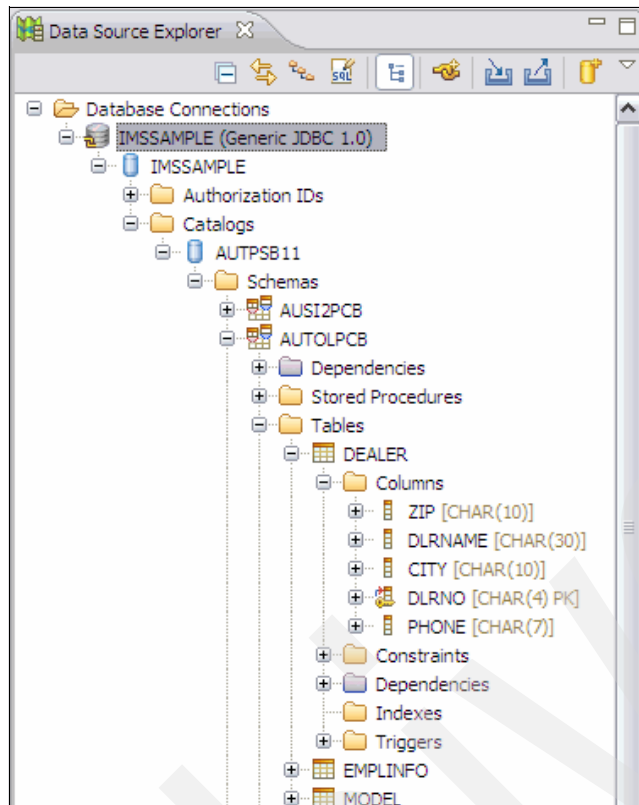 Data Source Explorer
SQL
Database Connections
IMSSAMPLE (Generic JDBC 1.0)
IMSSAMPLE
Authorization IDs
Catalogs
AUTPSB11
Schemas
AUSI2PCB
AUTOLPCB
Dependencies
Stored Procedures
Tables
DEALER
Columns
ZIP [CHAR(10)]
DLRNAME [CHAR(30)]
CITY [CHAR(10)]
DLRNO [CHAR(4) PK]
PHONE [CHAR(7)]
Constraints
Dependencies
Indexes
Triggers
EMPLINFO
MODEL